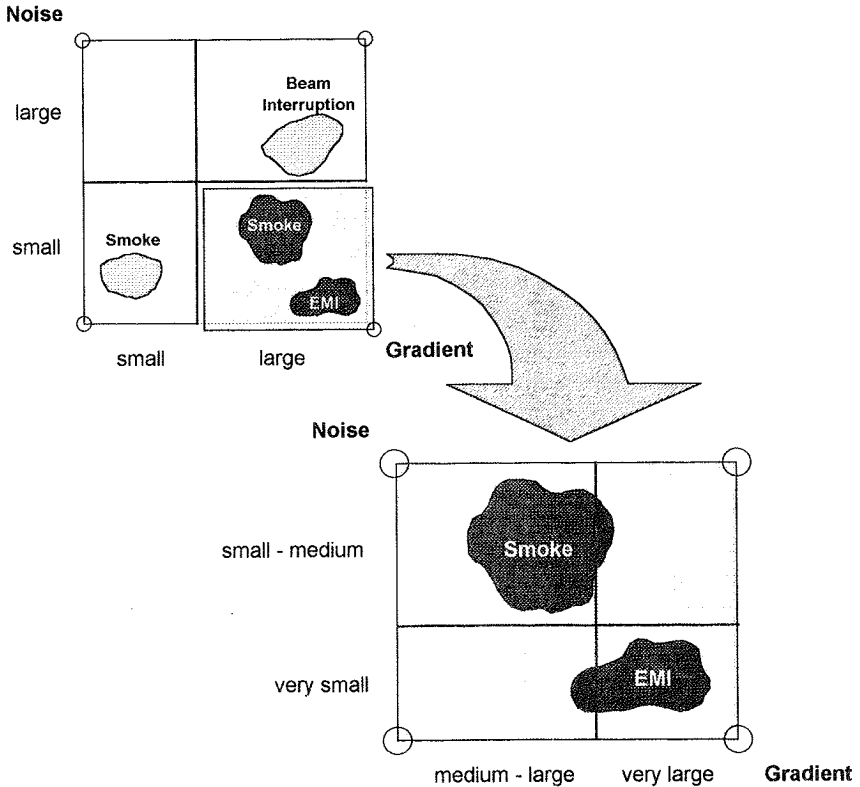 Noise
large
Beam
Interruption
small
Smoke
Smoke
EMI
small
large
Gradient
Noise
small - medium
Smoke
very small
EMI
medium - large
very large
Gradient